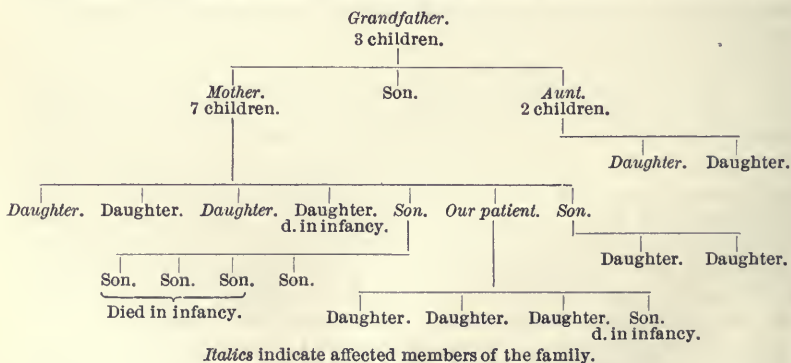 Grandfather.
3 children.
Mother. Son. Aunt.
7 children. 2 children.
Daughter. Daughter.
Daughter. Daughter. Daughter. Daughter. Son. Our patient. Son.
d. in infancy.
Daughter. Daughter.
Son. Son. Son. Son.
Died in infancy.
Daughter. Daughter. Daughter. Son.
d. in infancy.
Italics indicate affected members of the family.